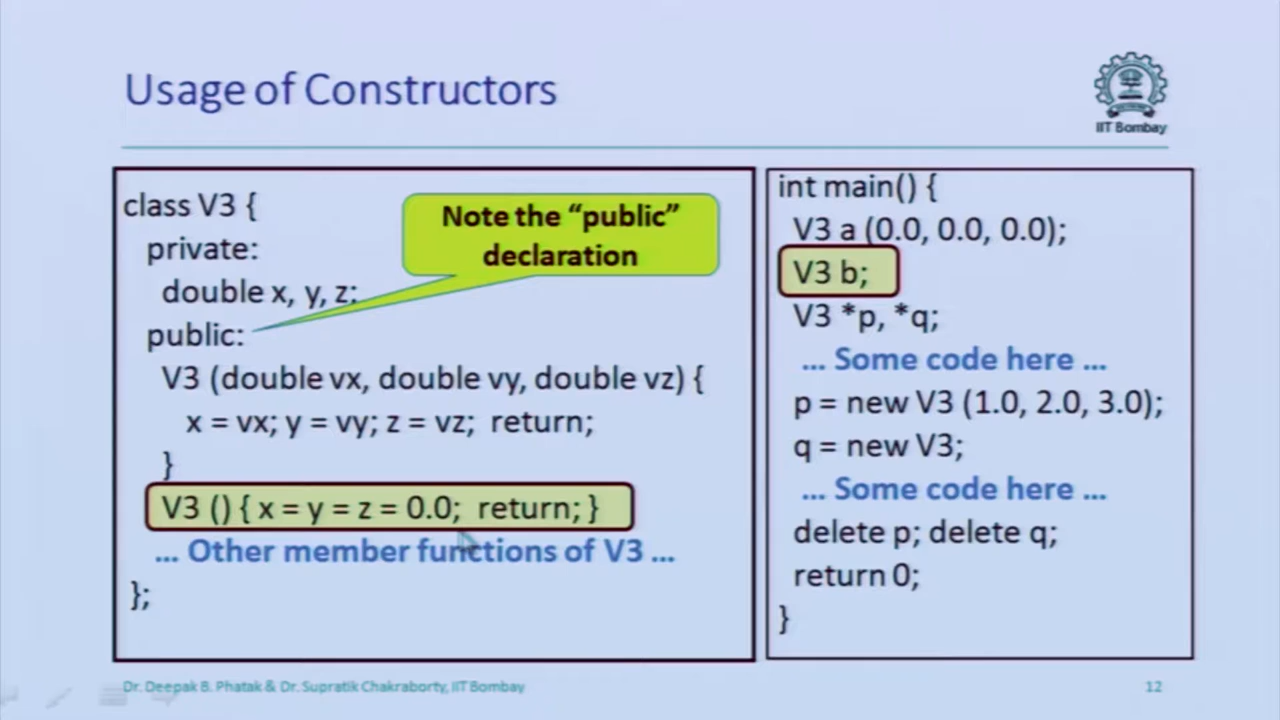 Usage of Constructors
IIT Bombay
class V3 {
private:
double x, y, z;
public:
V3 (double vx, double vy, double vz) {
x = vx; y = vy; z = vz; return;
}
V3 () { x = y = z = 0.0; return; }
... Other member functions of V3 ...
};
Note the “public”
declaration
int main() {
V3 a (0.0, 0.0, 0.0);
V3 b;
V3 *p, *q;
... Some code here ...
p = new V3 (1.0, 2.0, 3.0);
q = new V3;
... Some code here ...
delete p; delete q;
return 0;
}
Dr. Deepak B. Phatak & Dr. Supratik Chakraborty, IIT Bombay
12